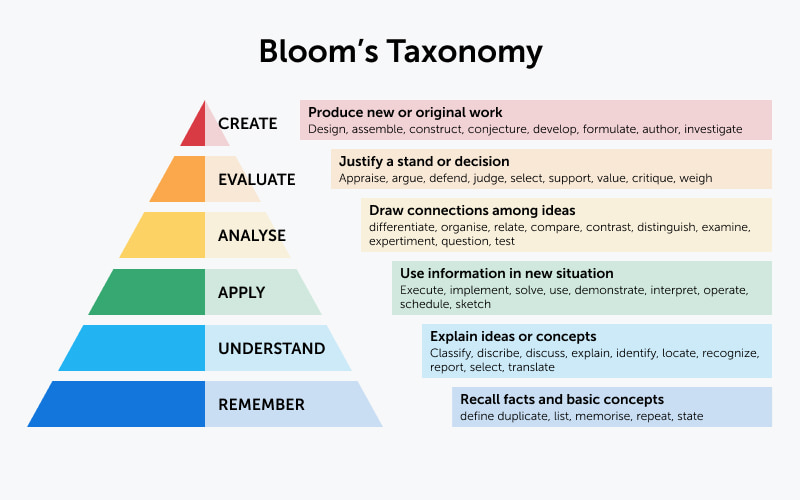 Bloom's Taxonomy
CREATE
Produce new or original work
Design, assemble, construct, conjecture, develop, formulate, author, investigate
EVALUATE
Justify a stand or decision
Appraise, argue, defend, judge, select, support, value, critique, weigh
ANALYSE
Draw connections among ideas
differentiate, organise, relate, compare, contrast, distinguish, examine,
expertiment, question, test
APPLY
Use information in new situation
Execute, implement, solve, use, demonstrate, interpret, operate,
schedule, sketch
UNDERSTAND
Explain ideas or concepts
Classify, discribe, discuss, explain, identify, locate, recognize,
report, select, translate
REMEMBER
Recall facts and basic concepts
define duplicate, list, memorise, repeat, state